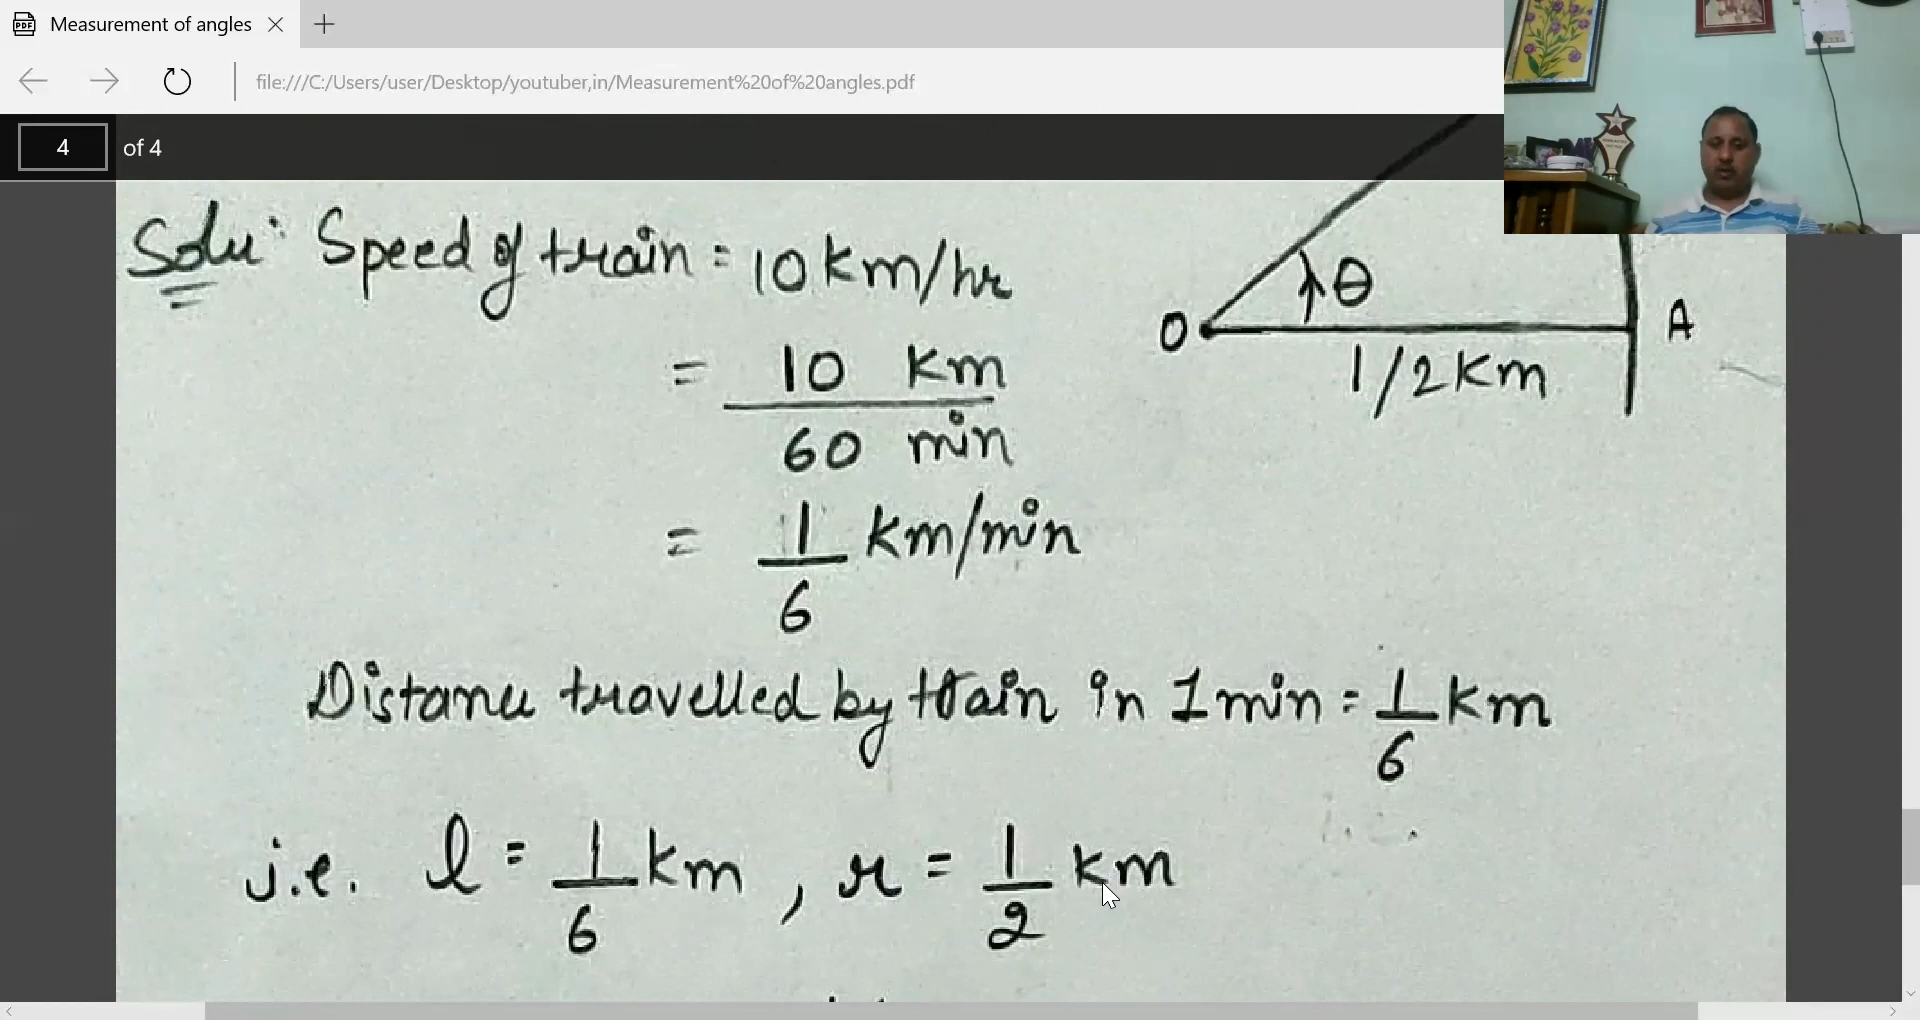 Measurement of angles
file:///C:/Users/user/Desktop/youtuber,in/Measurement%20of%20angles.pdf
4 of 4
Solu: Speed of train = 10 km/hr
= 10 km
60 min
= 1 km/min
6
θ
O A
1/2 km
Distance travelled by train in 1 min = 1 km
6
i.e. l = 1 km, r = 1 km
6 2